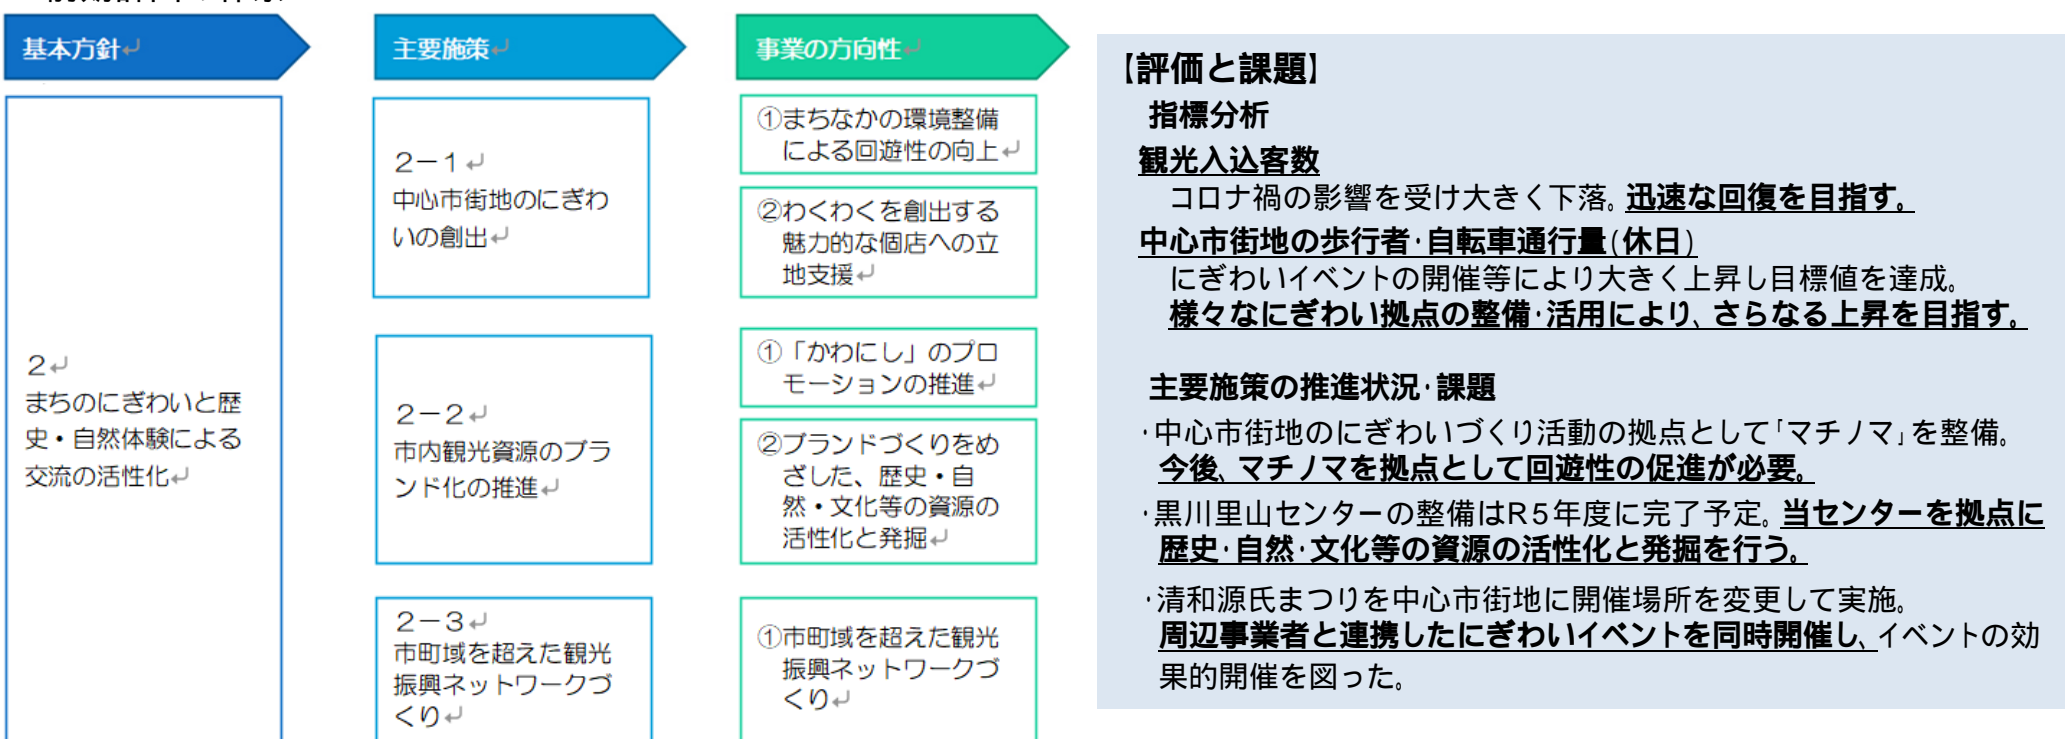 基本方針
主要施策
事業の方向性
2
まちのにぎわいと歴
史・自然体験による
交流の活性化
2－1
中心市街地のにぎわ
いの創出
①まちなかの環境整備
による回遊性の向上
②わくわくを創出する
魅力的な個店への立
地支援
2－2
市内観光資源のブラ
ンド化の推進
①「かわにし」のプロ
モーションの推進
②ブランドづくりをめ
ざした、歴史・自
然・文化等の資源の
活性化と発掘
2－3
市町域を超えた観光
振興ネットワークづ
くり
①市町域を超えた観光
振興ネットワークづ
くり
【評価と課題】
指標分析
観光入込客数
コロナ禍の影響を受け大きく下落。迅速な回復を目指す。
中心市街地の歩行者・自転車通行量(休日)
にぎわいイベントの開催等により大きく上昇し目標値を達成。
様々なにぎわい拠点の整備・活用により、さらなる上昇を目指す。
主要施策の推進状況・課題
・中心市街地のにぎわいづくり活動の拠点として「マチノマ」を整備。
今後、マチノマを拠点として回遊性の促進が必要。
・黒川里山センターの整備はR5年度に完了予定。当センターを拠点に
歴史・自然・文化等の資源の活性化と発掘を行う。
・清和源氏まつりを中心市街地に開催場所を変更して実施。
周辺事業者と連携したにぎわいイベントを同時開催し、イベントの効
果的開催を図った。